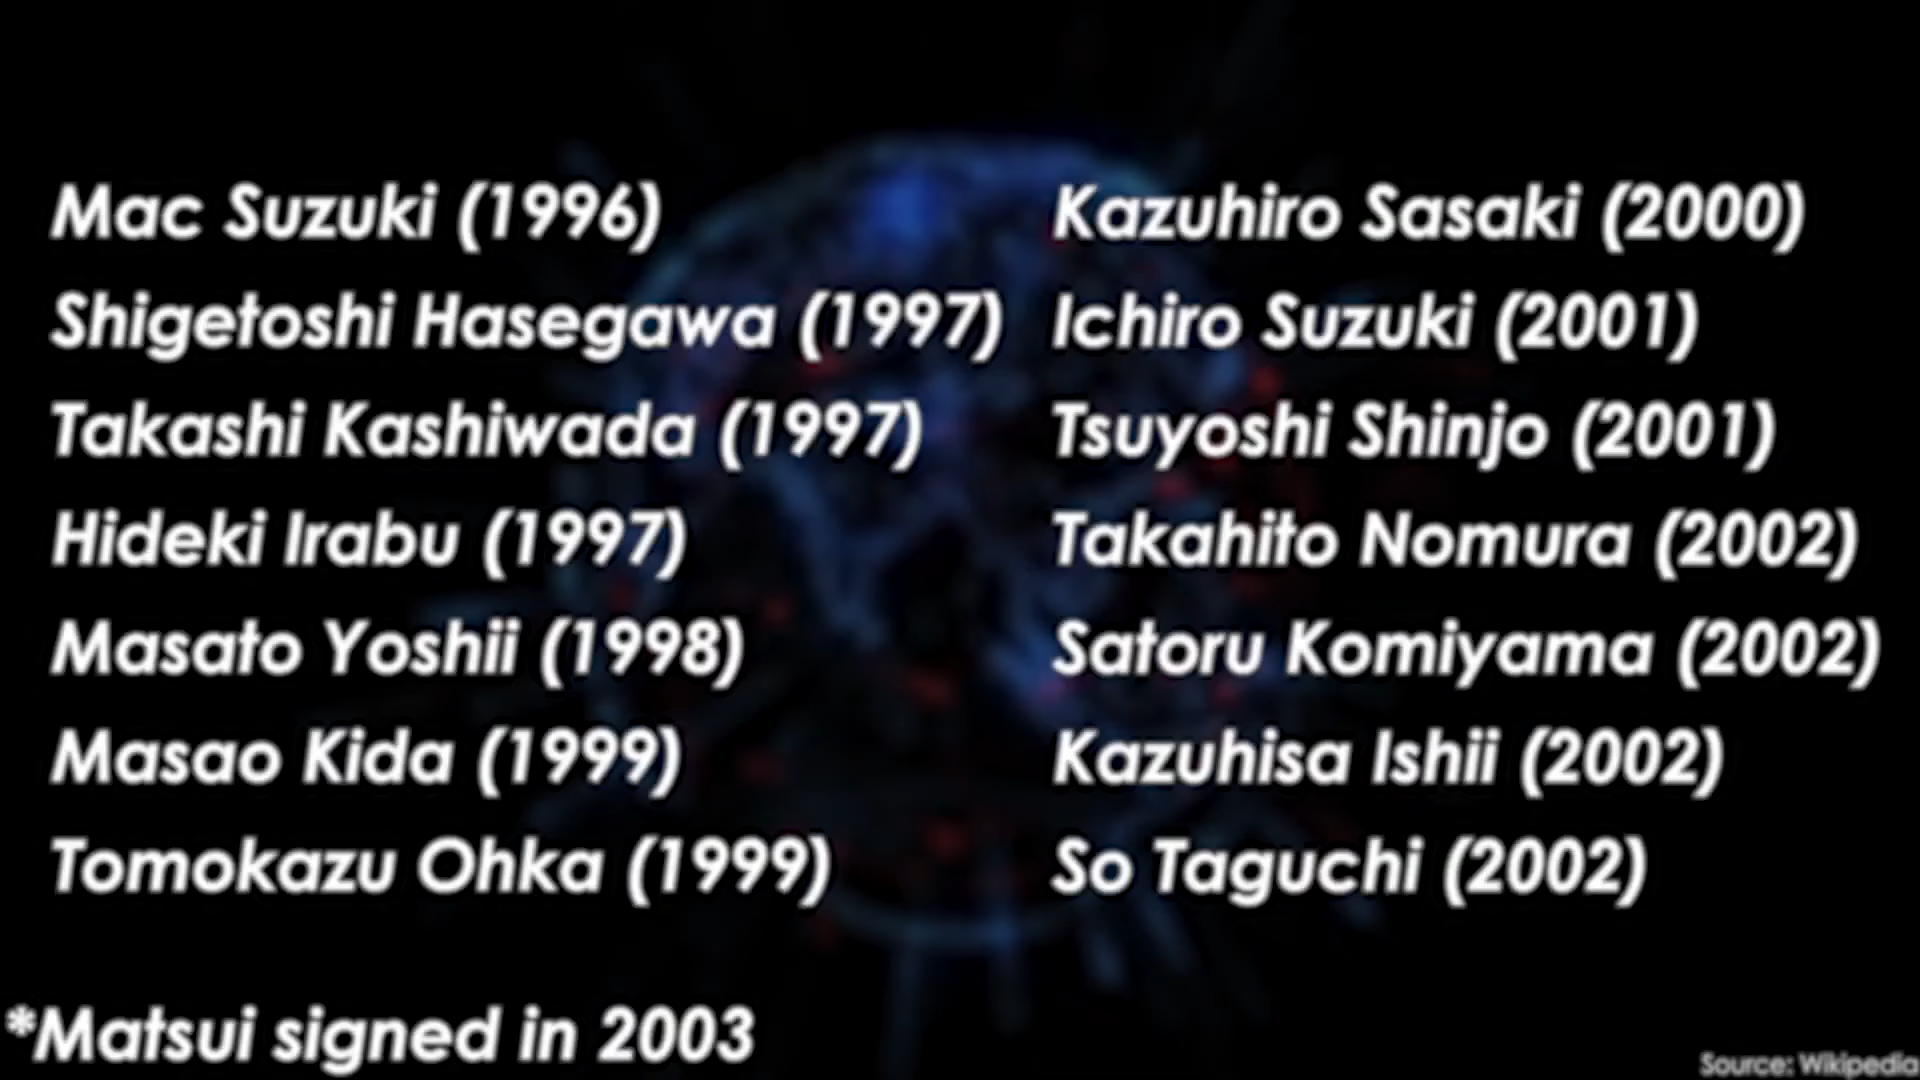 Mac Suzuki (1996)
Shigetoshi Hasegawa (1997)
Takashi Kashiwada (1997)
Hideki Irabu (1997)
Masato Yoshii (1998)
Masao Kida (1999)
Tomokazu Ohka (1999)
Kazuhiro Sasaki (2000)
Ichiro Suzuki (2001)
Tsuyoshi Shinjo (2001)
Takahito Nomura (2002)
Satoru Komiyama (2002)
Kazuhisa Ishii (2002)
So Taguchi (2002)
*Matsui signed in 2003
Source: Wikipedia